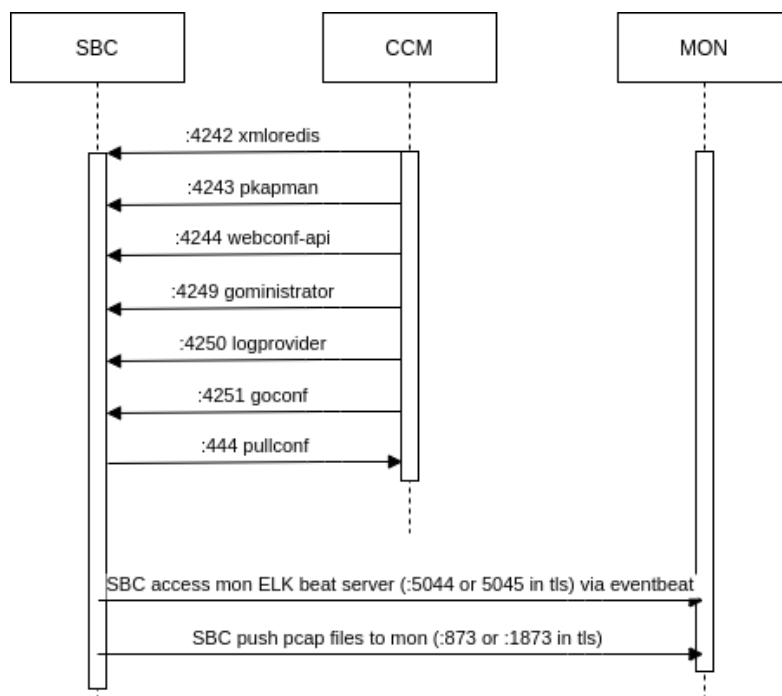 SBC
CCM
MON
:4242 xmloredis
:4243 pkapman
:4244 webconf-api
:4249 goministrator
:4250 logprovider
:4251 goconf
:444 pullconf
SBC access mon ELK beat server (:5044 or 5045 in tls) via eventbeat
SBC push pcap files to mon (:873 or :1873 in tls)